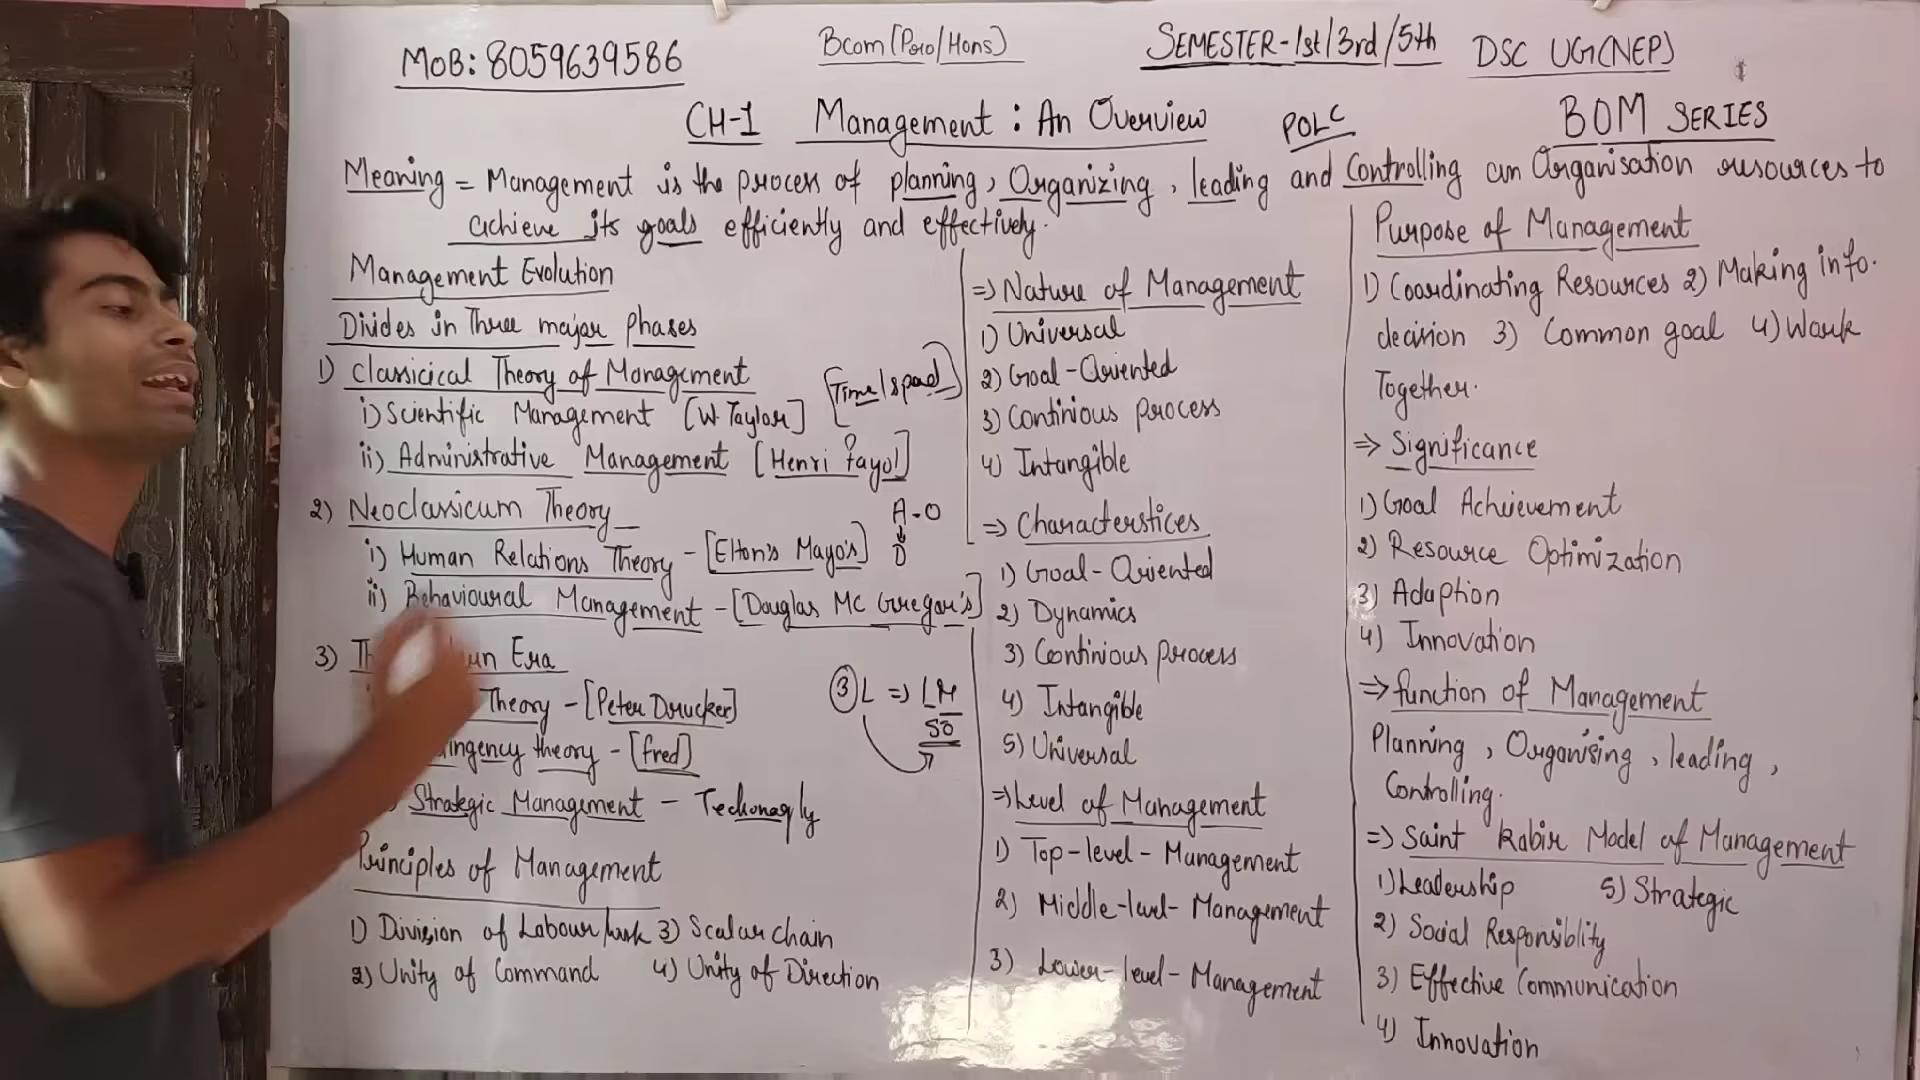 MOB: 8059639586
Bcom (Pro/Hons)
SEMESTER-1st/3rd/5th
DSC UG(NEP)
CH-1 Management : An Overview
POLC
BOM SERIES
Meaning = Management is the process of planning, Organizing, leading and Controlling an Organisation resources to
achieve its goals efficiently and effectively.
Management Evolution
Divides in Three major phases
1) Classicical Theory of Management
i) Scientific Management [W Taylor]
[Time/
ii) Administrative Management [Henri Fayol]
2) Neoclassicum Theory
A-O
D
i) Human Relations Theory - [Elton's Mayo's]
ii) Behavioural Management - [Douglas Mc Gregor's]
3) Era
Theory - [Peter Drucker]
ingency theory - [fred]
Strategic Management -
③ L => LM
50
Principles of Management
1) Division of Labour/work 3) Scalar chain
2) Unity of Command 4) Unity of Direction
=> Nature of Management
1) Universal
2) Goal-Oriented
3) Continious process
4) Intangible
=> Characterstices
1) Goal-Oriented
2) Dynamics
3) Continious process
4) Intangible
5) Universal
=> Level of Management
1) Top-level-Management
2) Middle-level-Management
3) Lower-level-Management
Purpose of Management
1) Coordinating Resources 2) Making info.
decision 3) Common goal 4) Work
Together.
=> Significance
1) Goal Achievement
2) Resource Optimization
3) Adaption
4) Innovation
=> function of Management
Planning, Organising, leading,
Controlling.
=> Saint Kabir Model of Management
1) Leadership 5) Strategic
2) Social Responsiblity
3) Effective Communication
4) Innovation